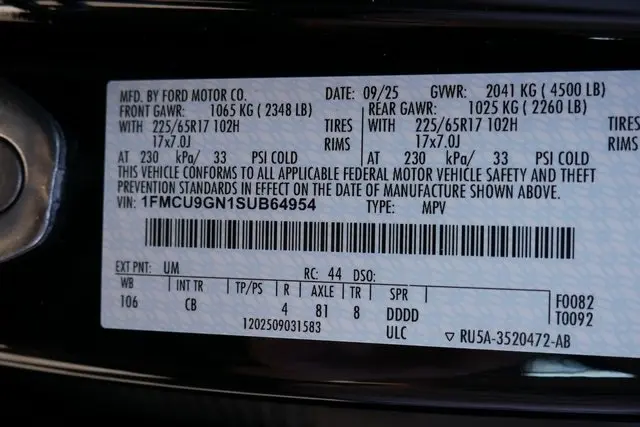 MFD. BY FORD MOTOR CO. DATE: 09/25 GVWR: 2041 KG ( 4500 LB)
FRONT GAWR: 1065 KG ( 2348 LB) REAR GAWR: 1025 KG ( 2260 LB)
WITH 225/65R17 102H TIRES WITH 225/65R17 102H TIRES
17x7.0J RIMS 17x7.0J RIMS
AT 230 kPa/ 33 PSI COLD AT 230 kPa/ 33 PSI COLD
THIS VEHICLE CONFORMS TO ALL APPLICABLE FEDERAL MOTOR VEHICLE SAFETY AND THEFT
PREVENTION STANDARDS IN EFFECT ON THE DATE OF MANUFACTURE SHOWN ABOVE.
VIN: 1FMCU9GN1SUB64954 TYPE: MPV
EXT PNT: UM RC: 44 DSO:
WB INT TR TP/PS R AXLE TR SPR
106 CB 4 81 8 DDDD F0082
1202509031583 ULC T0092
▽ RU5A-3520472-AB